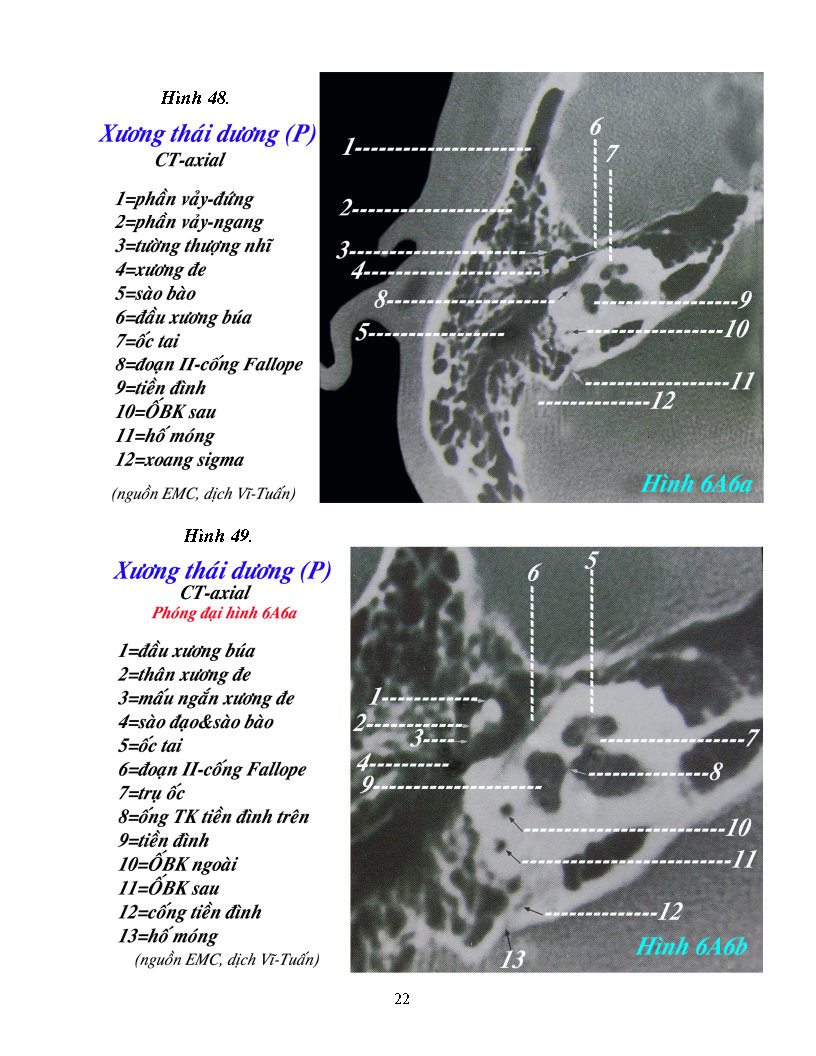 Hình 48.
Xương thái dương (P)
CT-axial
1=phần vảy-đứng
2=phần vảy-ngang
3=tường thượng nhĩ
4=xương đe
5=sào bào
6=đầu xương búa
7=ốc tai
8=đoạn II-cống Fallope
9=tiền đình
10=ỐBK sau
11=hố móng
12=xoang sigma
(nguồn EMC, dịch Vĩ-Tuấn)
1
2
3
4
5
6
7
8
9
10
11
12
Hình 6A6a
Hình 49.
Xương thái dương (P)
CT-axial
Phóng đại hình 6A6a
1=đầu xương búa
2=thân xương đe
3=mấu ngắn xương đe
4=sào đạo&sào bào
5=ốc tai
6=đoạn II-cống Fallope
7=trụ ốc
8=ống TK tiền đình trên
9=tiền đình
10=ỐBK ngoài
11=ỐBK sau
12=cống tiền đình
13=hố móng
(nguồn EMC, dịch Vĩ-Tuấn)
6
5
1
2
3
4
9
7
8
10
11
12
13
Hình 6A6b
22